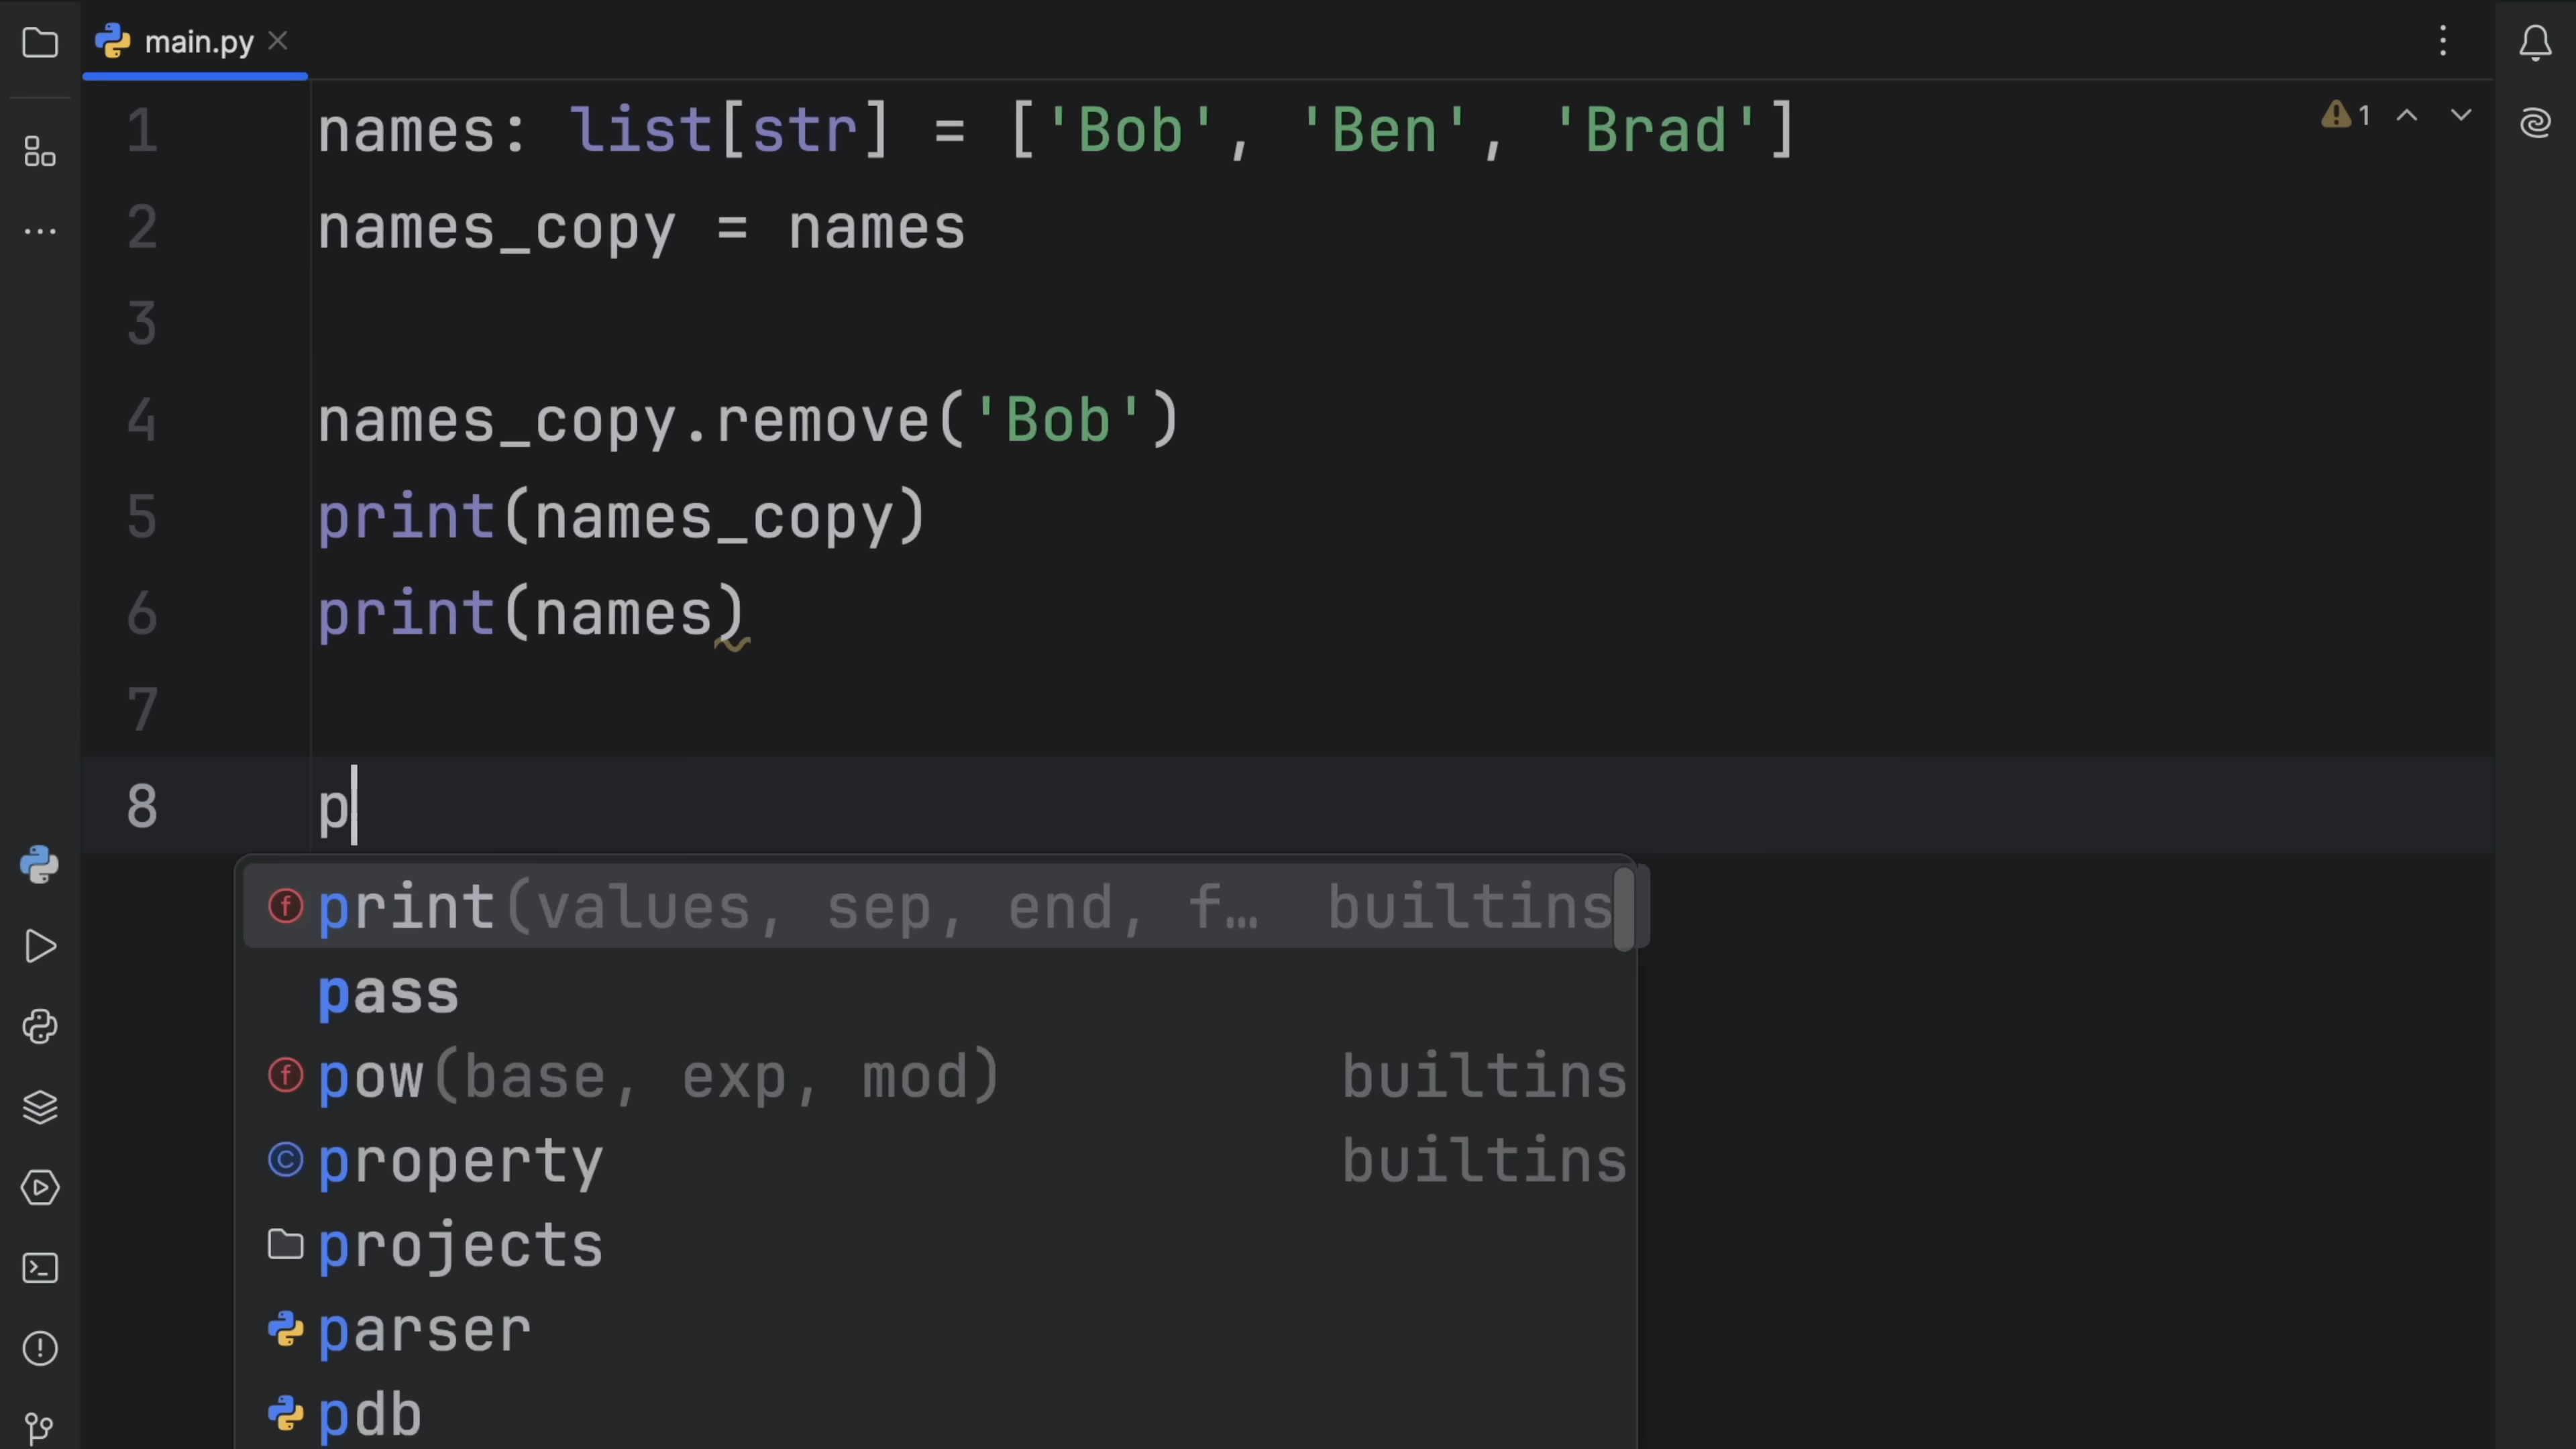 main.py
1 names: list[str] = ['Bob', 'Ben', 'Brad']
1
2 names_copy = names
3
4 names_copy.remove('Bob')
5 print(names_copy)
6 print(names)
7
8 p
print(values, sep, end, f… builtins
pass
pow(base, exp, mod) builtins
property builtins
projects
parser
pdb